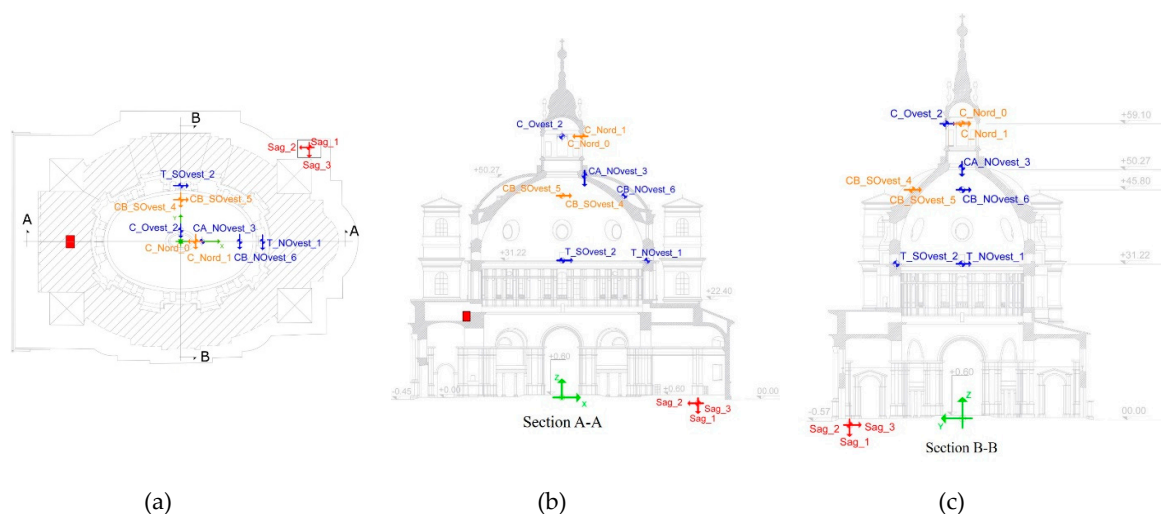 B
Sag_1
Sag_2
Sag_3
T_SOvest_2
CB_SOvest_5
CB_SOvest_4
A
A
Y
C_Ovest_2
CA_NOvest_3
X
C_Nord_0
T_NOvest_1
C_Nord_1
CB_NOvest_6
B
(a)
C_Ovest_2
C_Nord_1
C_Nord_0
+50.27
CA_NOvest_3
CB_SOvest_5
CB_NOvest_6
CB_SOvest_4
+31.22
T_SOvest_2
T_NOvest_1
+22.40
+0.60
-0.45
+0.00
Z
X
+0.60
00.00
Sag_2
Sag_3
Sag_1
Section A-A
(b)
C_Ovest_2
C_Nord_0
+59.10
C_Nord_1
CA_NOvest_3
+50.27
CB_SOvest_4
+45.80
CB_SOvest_5
CB_NOvest_6
T_SOvest_2
T_NOvest_1
+31.22
+0.60
Z
-0.57
Y
00.00
Sag_2
Sag_3
Sag_1
Section B-B
(c)